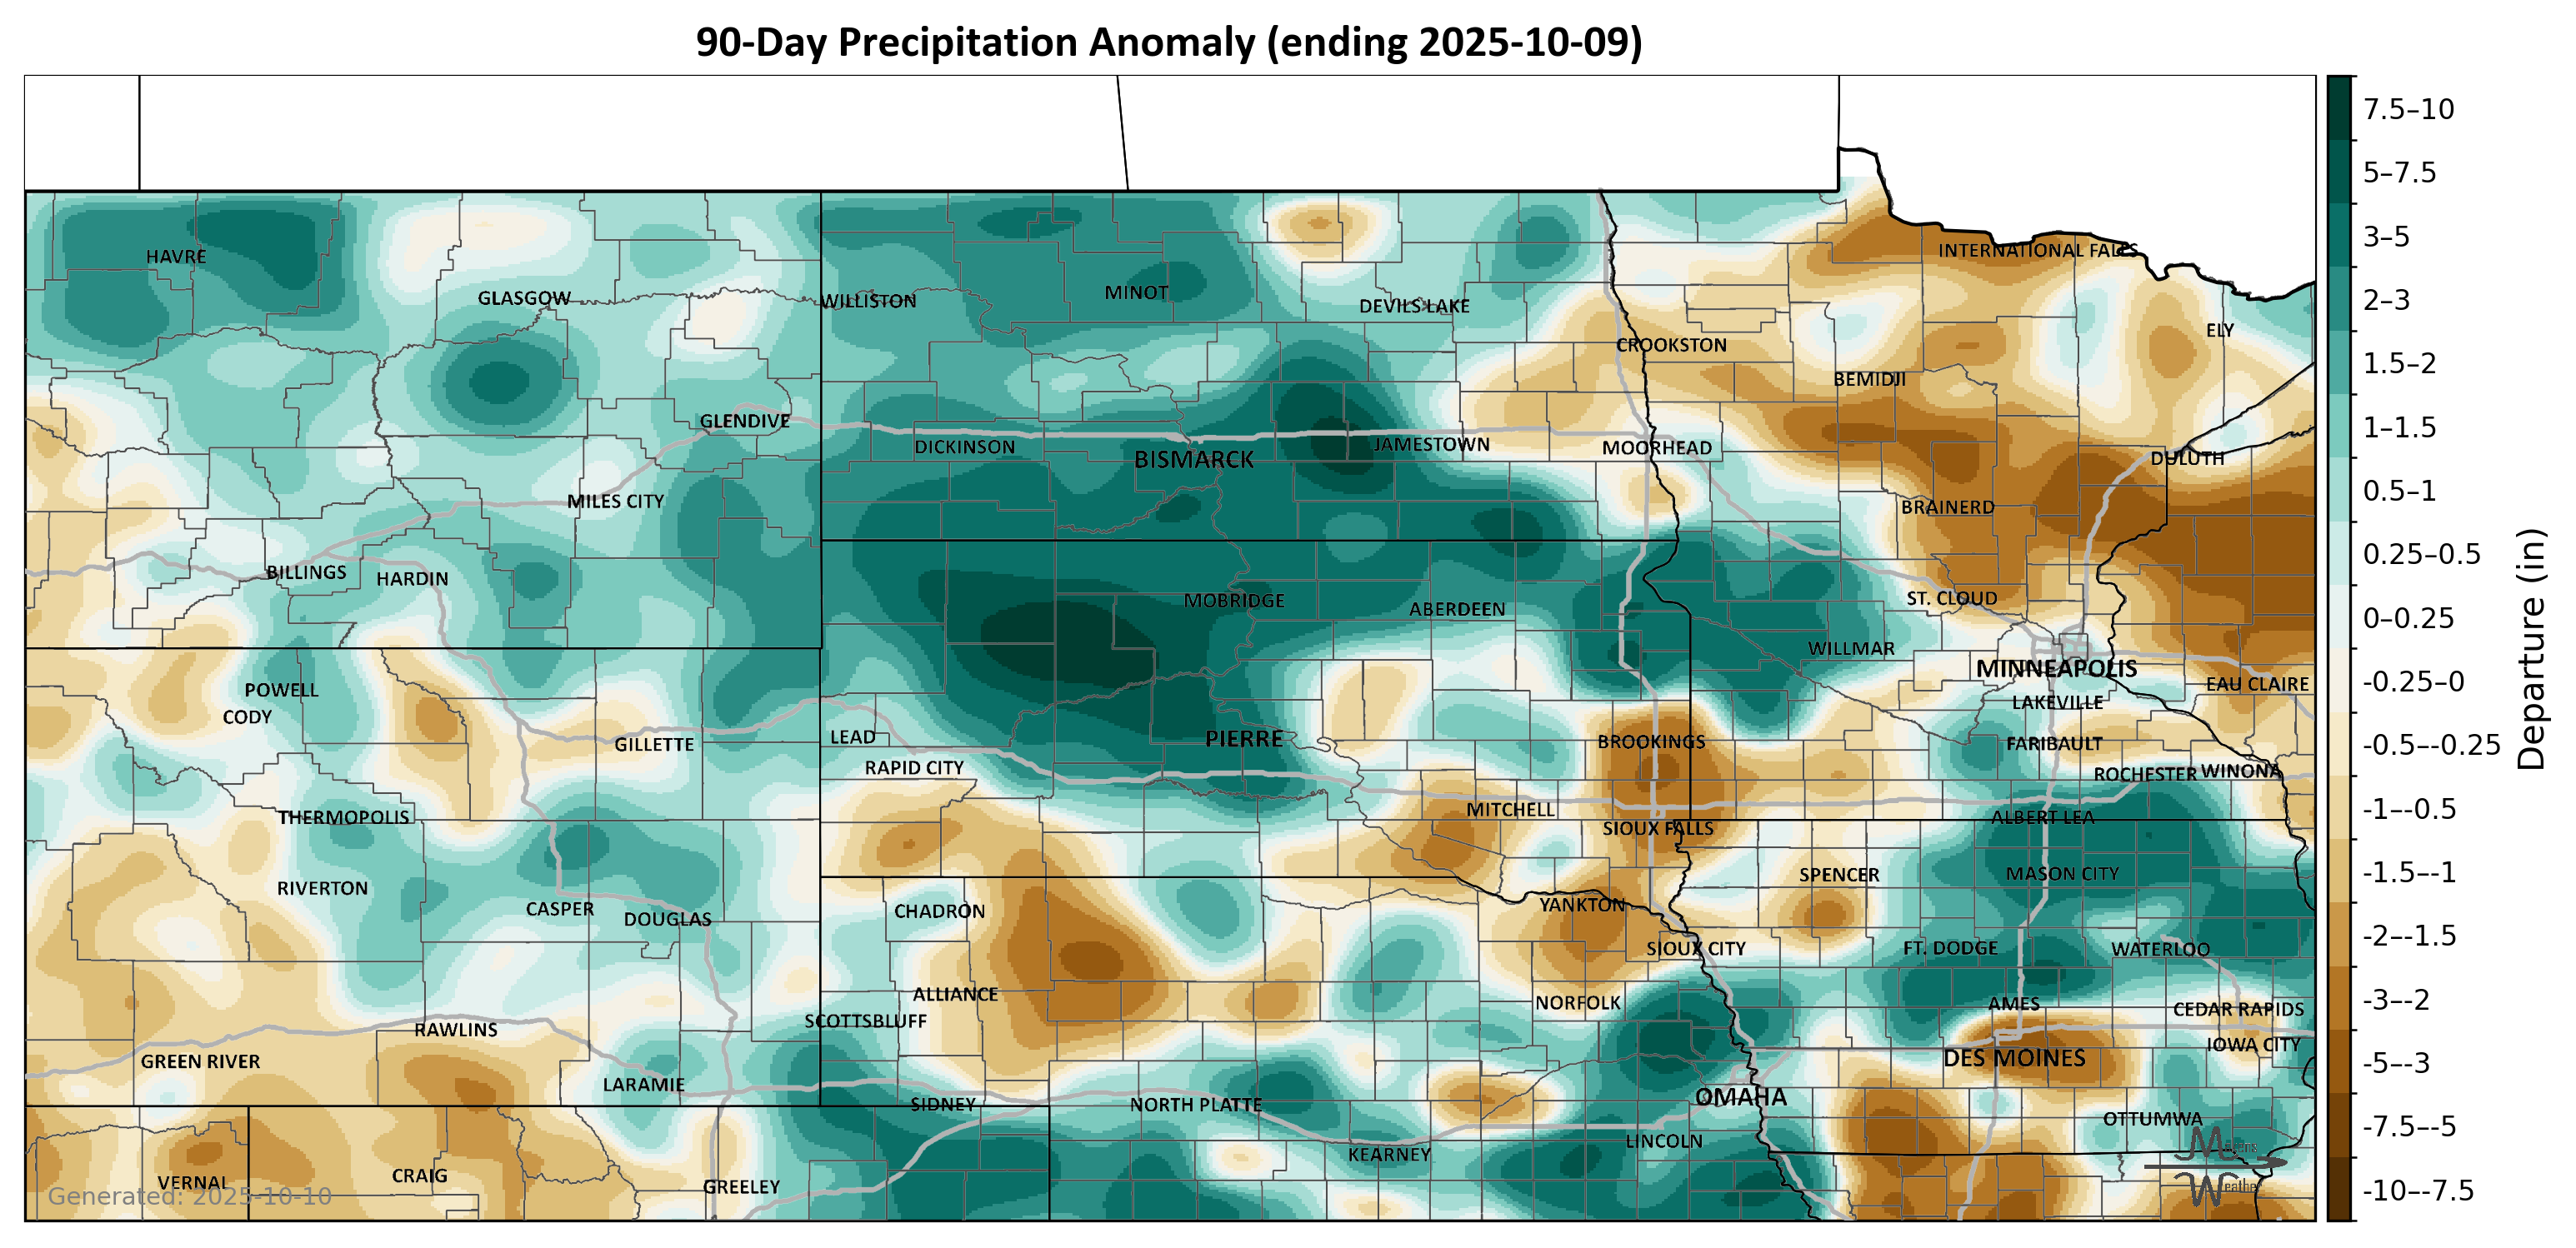 90-Day Precipitation Anomaly (ending 2025-10-09)
HAVRE
GLASGOW
WILLISTON
MINOT
DEVILS LAKE
CROOKSTON
INTERNATIONAL FALLS
ELY
BEMIDJI
GLENDIVE
DICKINSON
BISMARCK
JAMESTOWN
MOORHEAD
DULUTH
MILES CITY
BRAINERD
BILLINGS
HARDIN
MOBRIDGE
ABERDEEN
ST. CLOUD
WILLMAR
MINNEAPOLIS
EAU CLAIRE
POWELL
CODY
LAKEVILLE
GILLETTE
LEAD
PIERRE
BROOKINGS
FARIBAULT
RAPID CITY
ROCHESTER
WINONA
THERMOPOLIS
MITCHELL
SIOUX FALLS
ALBERT LEA
RIVERTON
SPENCER
MASON CITY
CASPER
DOUGLAS
CHADRON
YANKTON
SIOUX CITY
FT. DODGE
WATERLOO
ALLIANCE
NORFOLK
AMES
CEDAR RAPIDS
SCOTTSBLUFF
RAWLINS
GREEN RIVER
DES MOINES
IOWA CITY
LARAMIE
SIDNEY
NORTH PLATTE
OMAHA
OTTUMWA
LINCOLN
KEARNEY
VERNAL
CRAIG
GREELEY
Generated: 2025-10-10
7.5–10
5–7.5
3–5
2–3
1.5–2
1–1.5
0.5–1
0.25–0.5
0–0.25
-0.25–0
-0.5–-0.25
-1–-0.5
-1.5–-1
-2–-1.5
-3–-2
-5–-3
-7.5–-5
-10–-7.5
Departure (in)